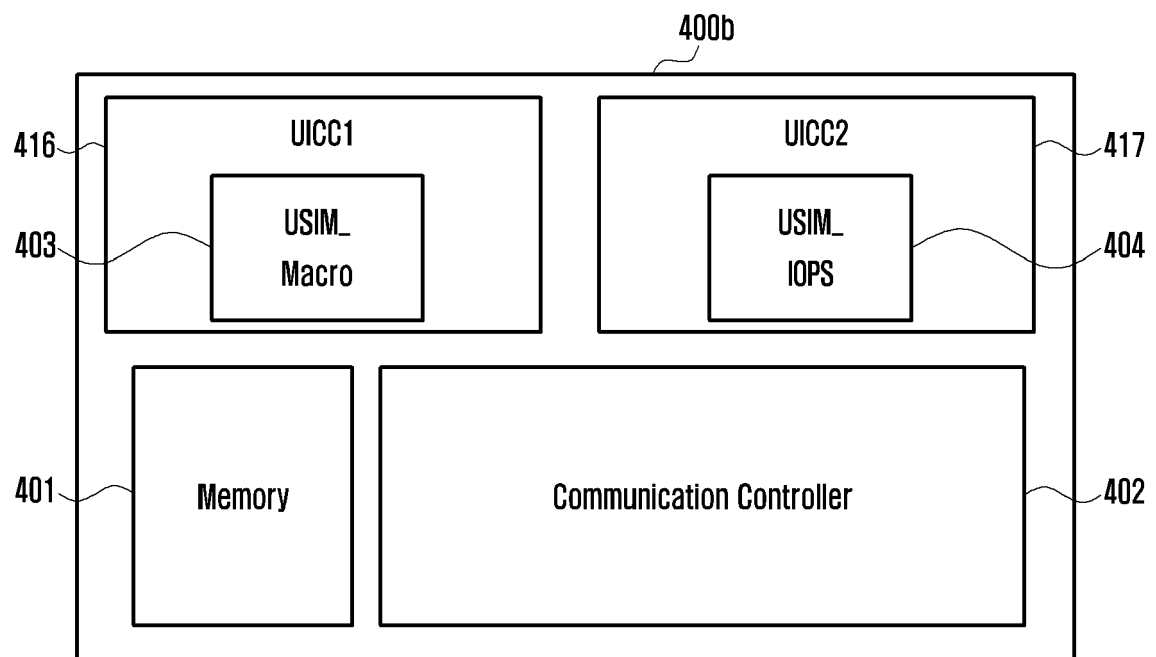 400b
416
UICC1
UICC2
417
403
USIM_
Macro
USIM_
IOPS
404
401
Memory
Communication Controller
402